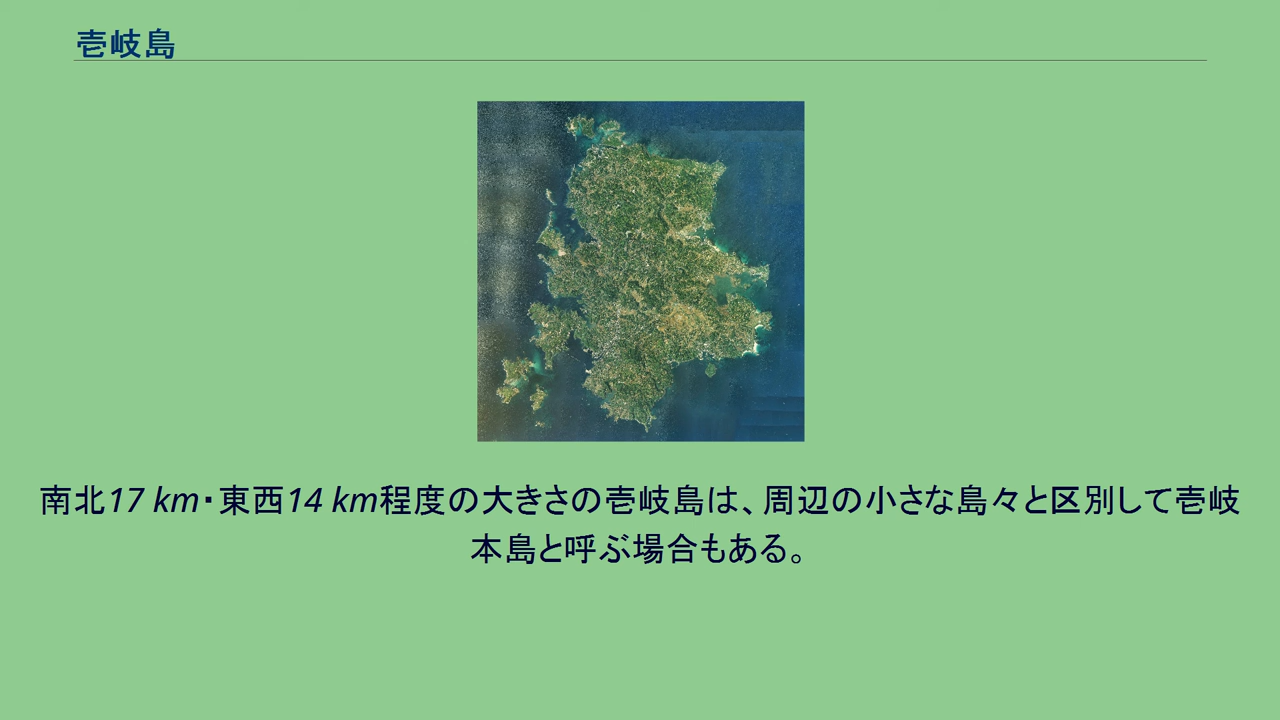 壱岐島
南北17 km･東西14 km程度の大きさの壱岐島は、周辺の小さな島々と区別して壱岐
本島と呼ぶ場合もある。